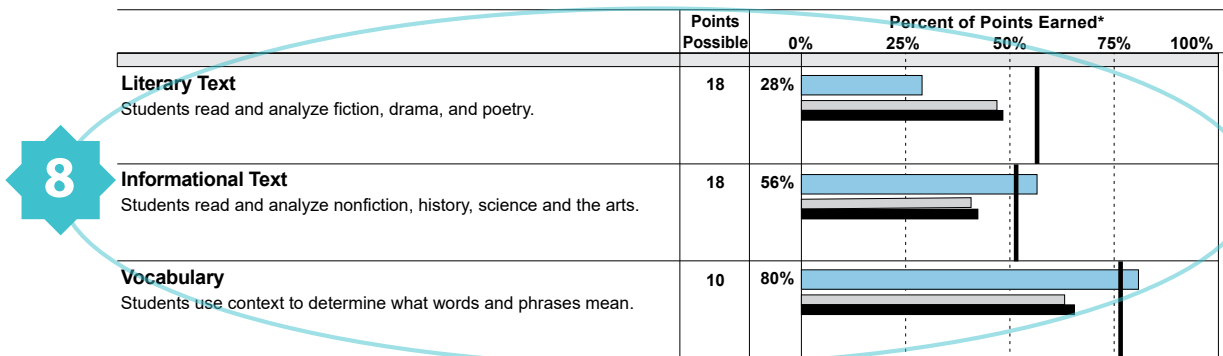 Points Possible
Percent of Points Earned*
0% 25% 50% 75% 100%
Literary Text 18 28%
Students read and analyze fiction, drama, and poetry.
8
Informational Text 18 56%
Students read and analyze nonfiction, history, science and the arts.
Vocabulary 10 80%
Students use context to determine what words and phrases mean.